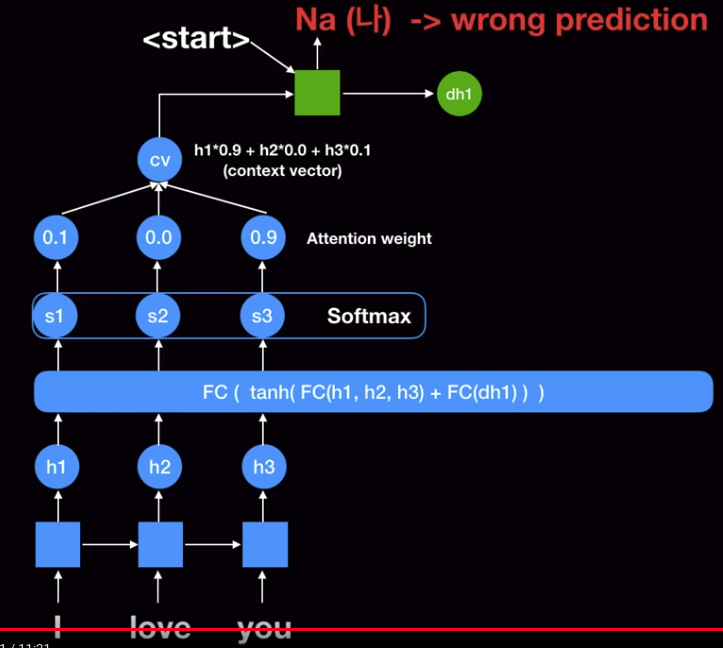 Na (나) -> wrong prediction
<start>
dh1
cv
h1*0.9 + h2*0.0 + h3*0.1
(context vector)
0.1 0.0 0.9 Attention weight
s1 s2 s3 Softmax
FC ( tanh( FC(h1, h2, h3) + FC(dh1) ) )
h1 h2 h3
I love you
1 / 11:21